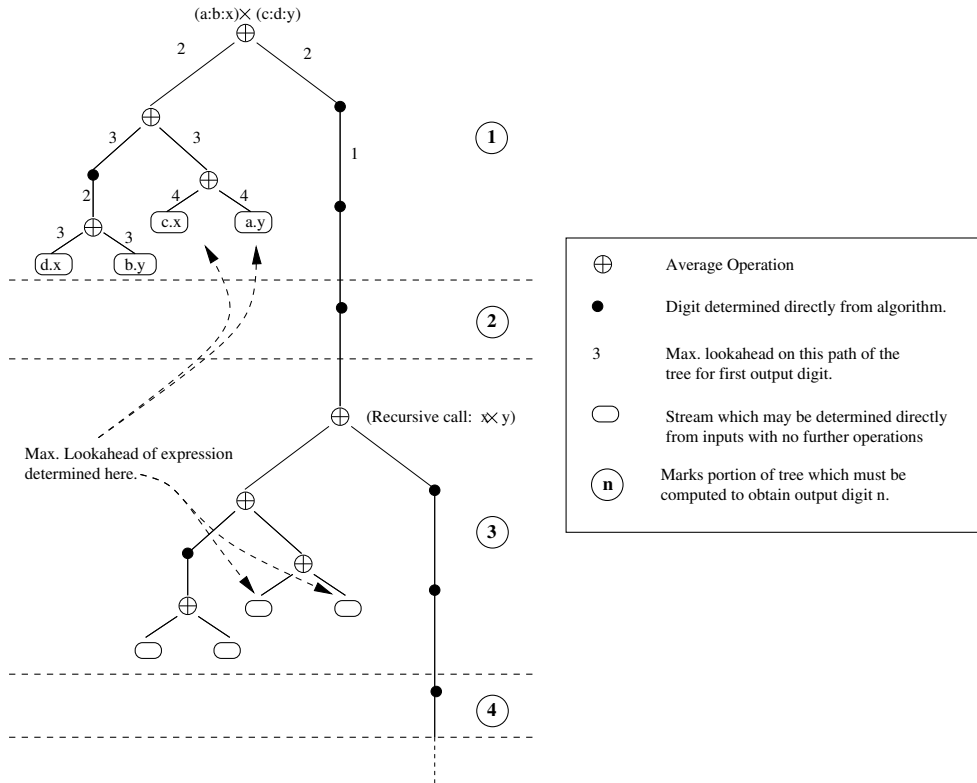 (a:b:x)× (c:d:y)
2
2
3
3
1
1
2
4
4
c.x
a.y
3
3
d.x
b.y
2
(Recursive call: x×y)
Max. Lookahead of expression
determined here.
3
4
Average Operation
Digit determined directly from algorithm.
3
Max. lookahead on this path of the
tree for first output digit.
Stream which may be determined directly
from inputs with no further operations
n
Marks portion of tree which must be
computed to obtain output digit n.